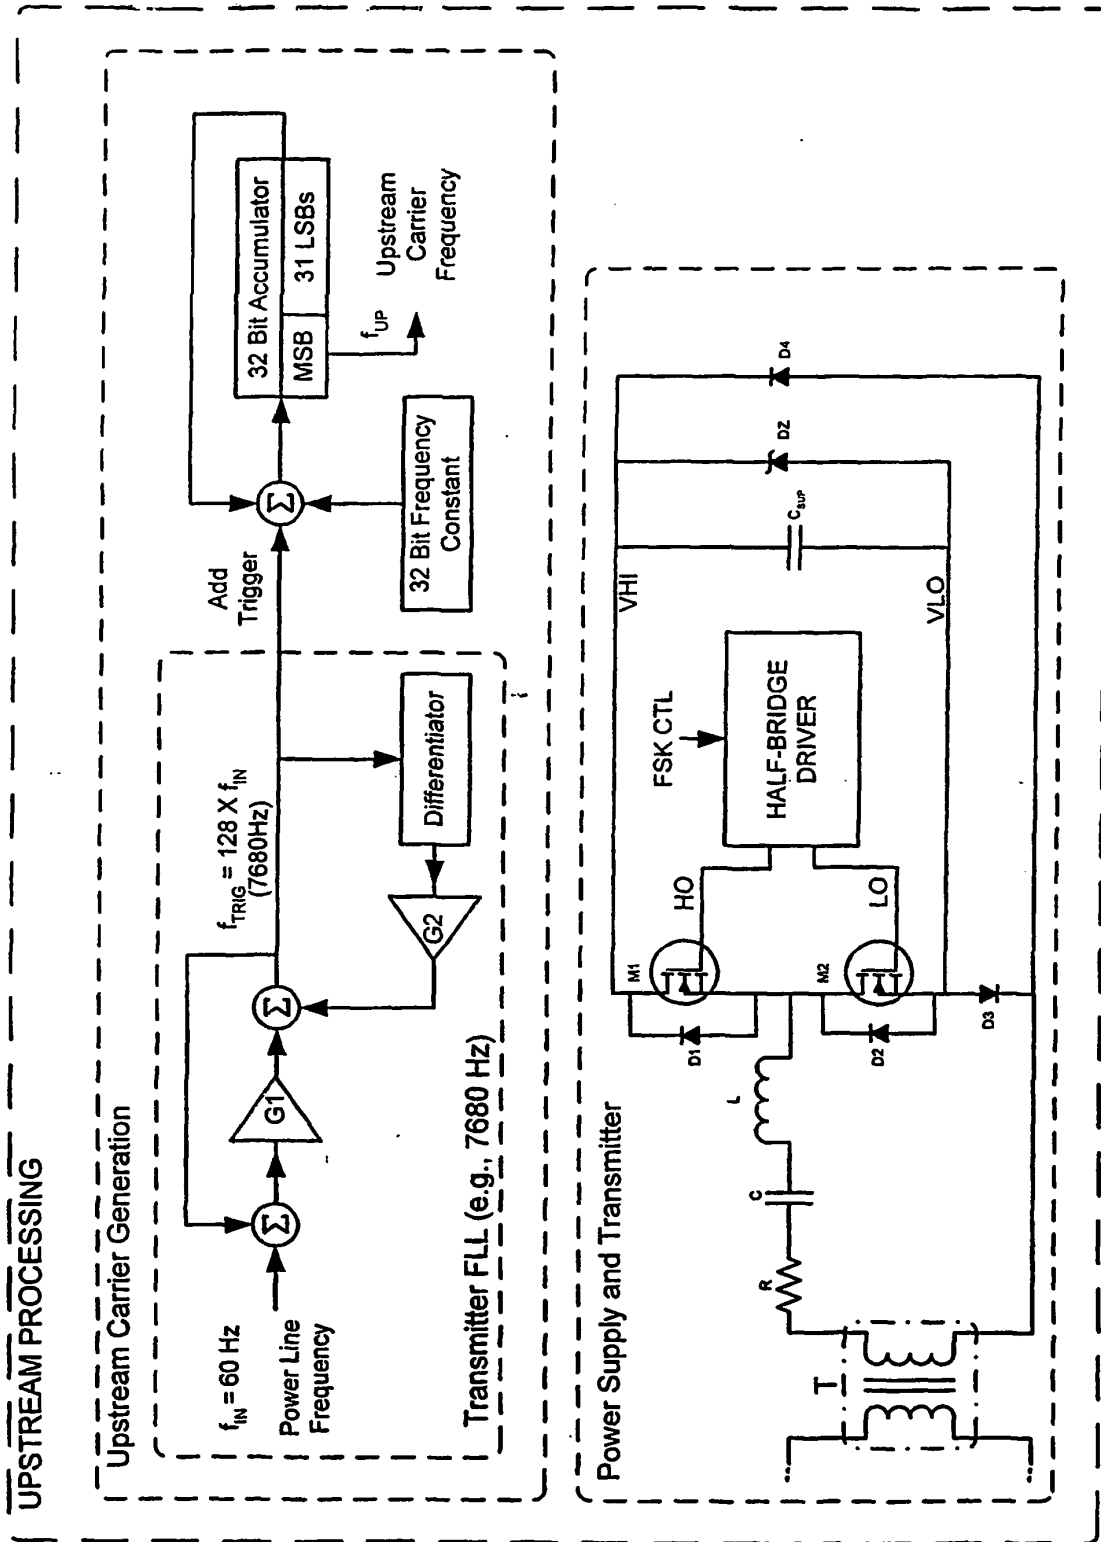 UPSTREAM PROCESSING
Upstream Carrier Generation
f_IN = 60 Hz
Power Line
Frequency
Σ
G1
Σ
f_TRIG = 128 X f_IN
(7680Hz)
G2
Differentiator
Transmitter FLL (e.g., 7680 Hz)
Add
Trigger
Σ
32 Bit Frequency
Constant
32 Bit Accumulator
MSB
31 LSBs
f_UP
Upstream
Carrier
Frequency
Power Supply and Transmitter
T
R
C
L
D1
M1
D2
M2
D3
HO
LO
FSK CTL
HALF-BRIDGE
DRIVER
VHI
VLO
C_SUP
DZ
D4